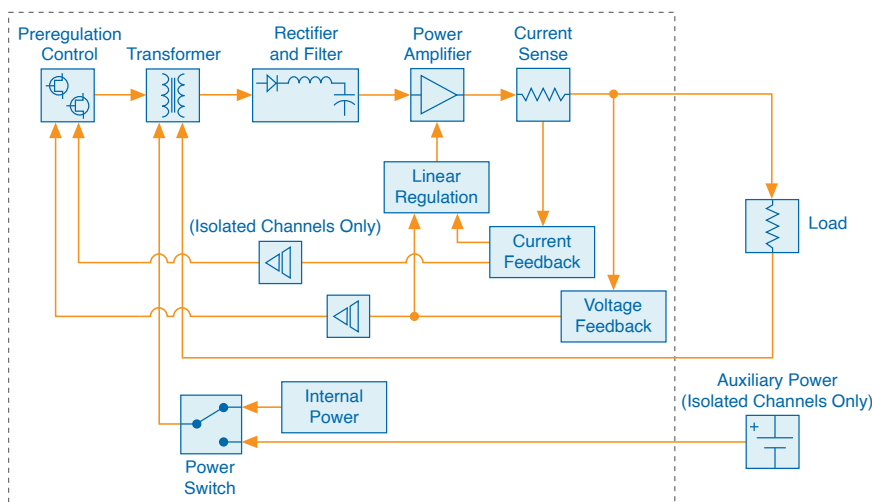 Preregulation
Control
Transformer
Rectifier
and Filter
Power
Amplifier
Current
Sense
Linear
Regulation
Load
(Isolated Channels Only)
Current
Feedback
Voltage
Feedback
Internal
Power
Auxiliary Power
(Isolated Channels Only)
+
Power
Switch